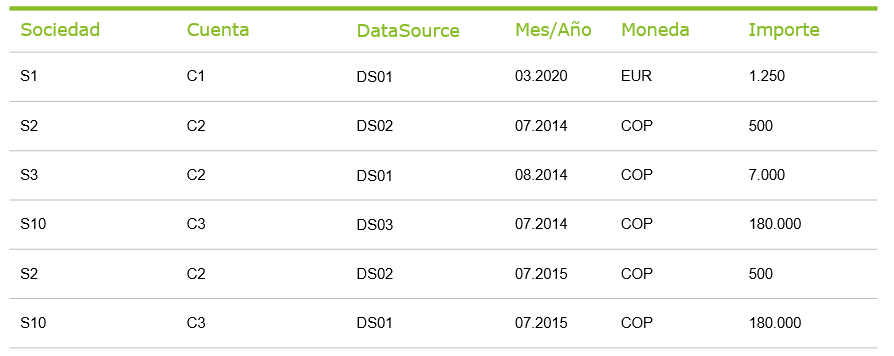 Sociedad Cuenta DataSource Mes/Año Moneda Importe
S1 C1 DS01 03.2020 EUR 1.250
S2 C2 DS02 07.2014 COP 500
S3 C2 DS01 08.2014 COP 7.000
S10 C3 DS03 07.2014 COP 180.000
S2 C2 DS02 07.2015 COP 500
S10 C3 DS01 07.2015 COP 180.000